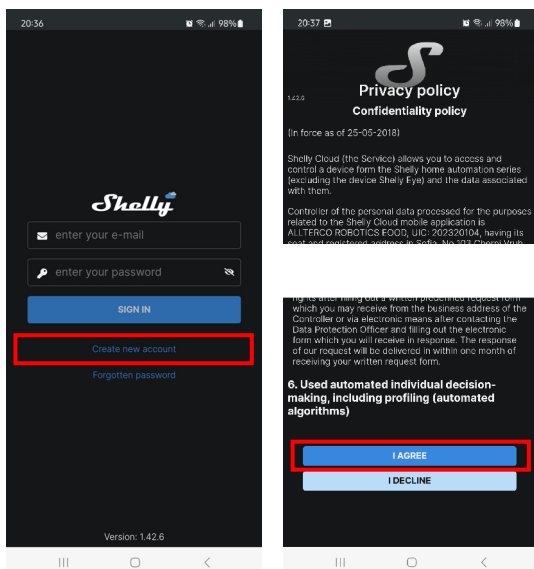 20:36
98%
Shelly
enter your e-mail
enter your password
SIGN IN
Create new account
Forgotten password
Version: 1.42.6
20:37
98%
1.42.0
Privacy policy
Confidentiality policy
(in force as of 25-05-2018)
Shelly Cloud (the Service) allows you to access and
control a device form the Shelly home automation series
(excluding the device Shelly Eye) and the data associated
with them.
Controller of the personal data processed for the purposes
related to the Shelly Cloud mobile application is
ALLTERCO ROBOTICS EOOD, UIC: 202320104, having its
seat and registered address in Sofia, No 103 Cherni Vruh
rights after filling out a written predefined request form
which you may receive from the business address of the
Controller or via electronic means after contacting the
Data Protection Officer and filling out the electronic
form which you will receive in response. The response
of our request will be delivered in within one month of
receiving your written request form.
6. Used automated individual decision-
making, including profiling (automated
algorithms)
I AGREE
I DECLINE